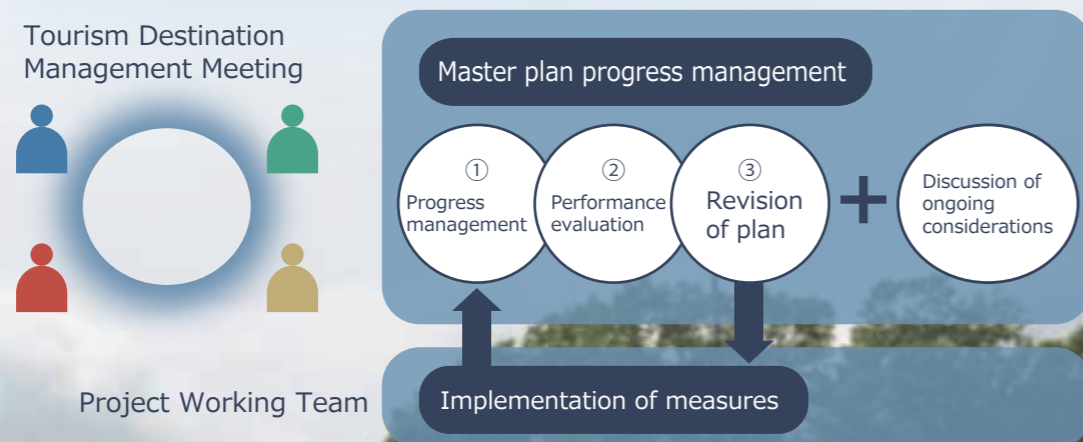 Tourism Destination
Management Meeting
Master plan progress management
①
Progress
management
②
Performance
evaluation
③
Revision
of plan
+
Discussion of
ongoing
considerations
Project Working Team
Implementation of measures